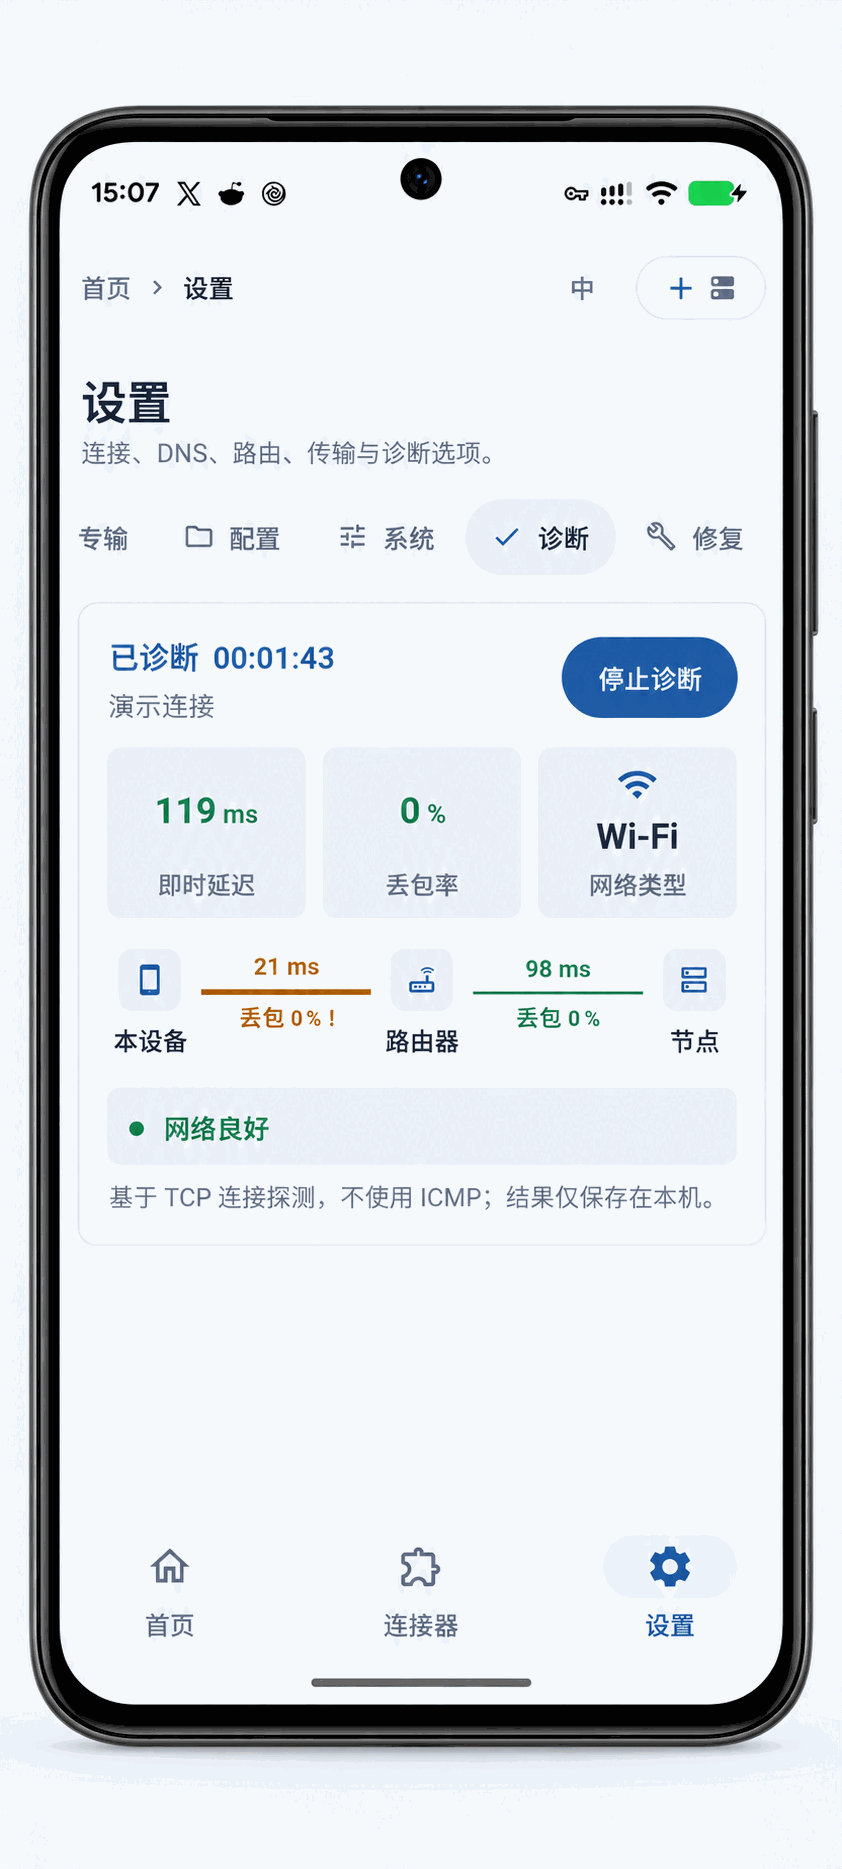 15:07
首页 > 设置
中
设置
连接、DNS、路由、传输与诊断选项。
专输 配置 系统 诊断 修复
已诊断 00:01:43
演示连接
停止诊断
119 ms
即时延迟
0 %
丢包率
Wi-Fi
网络类型
21 ms
丢包 0% !
98 ms
丢包 0%
本设备
路由器
节点
网络良好
基于 TCP 连接探测，不使用 ICMP；结果仅保存在本机。
首页
连接器
设置